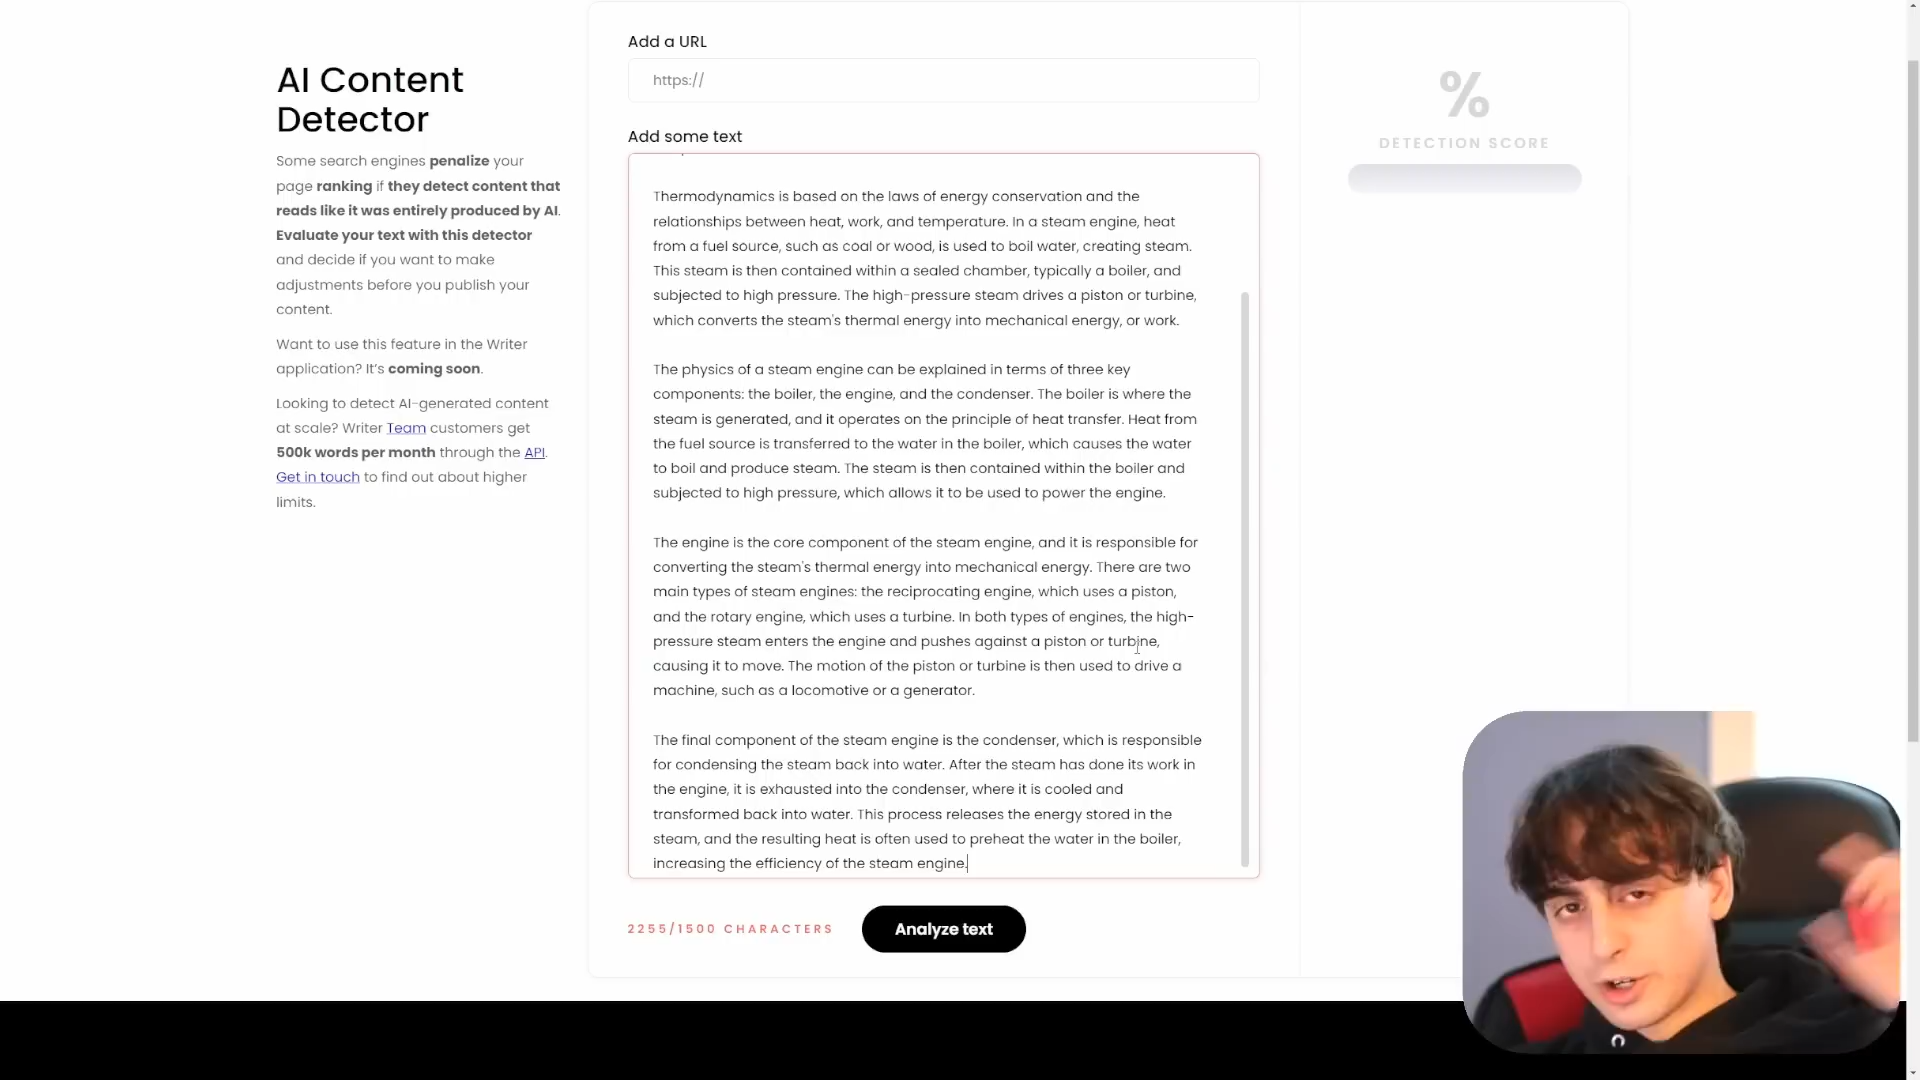 AI Content
Detector
Some search engines penalize your
page ranking if they detect content that
reads like it was entirely produced by AI.
Evaluate your text with this detector
and decide if you want to make
adjustments before you publish your
content.
Want to use this feature in the Writer
application? It's coming soon.
Looking to detect AI-generated content
at scale? Writer Team customers get
500k words per month through the API.
Get in touch to find out about higher
limits.
Add a URL
https://
Add some text
Thermodynamics is based on the laws of energy conservation and the
relationships between heat, work, and temperature. In a steam engine, heat
from a fuel source, such as coal or wood, is used to boil water, creating steam.
This steam is then contained within a sealed chamber, typically a boiler, and
subjected to high pressure. The high-pressure steam drives a piston or turbine,
which converts the steam's thermal energy into mechanical energy, or work.
The physics of a steam engine can be explained in terms of three key
components: the boiler, the engine, and the condenser. The boiler is where the
steam is generated, and it operates on the principle of heat transfer. Heat from
the fuel source is transferred to the water in the boiler, which causes the water
to boil and produce steam. The steam is then contained within the boiler and
subjected to high pressure, which allows it to be used to power the engine.
The engine is the core component of the steam engine, and it is responsible for
converting the steam's thermal energy into mechanical energy. There are two
main types of steam engines: the reciprocating engine, which uses a piston,
and the rotary engine, which uses a turbine. In both types of engines, the high-
pressure steam enters the engine and pushes against a piston or turbine,
causing it to move. The motion of the piston or turbine is then used to drive a
machine, such as a locomotive or a generator.
The final component of the steam engine is the condenser, which is responsible
for condensing the steam back into water. After the steam has done its work in
the engine, it is exhausted into the condenser, where it is cooled and
transformed back into water. This process releases the energy stored in the
steam, and the resulting heat is often used to preheat the water in the boiler,
increasing the efficiency of the steam engine.
2255/1500 CHARACTERS
Analyze text
%
DETECTION SCORE